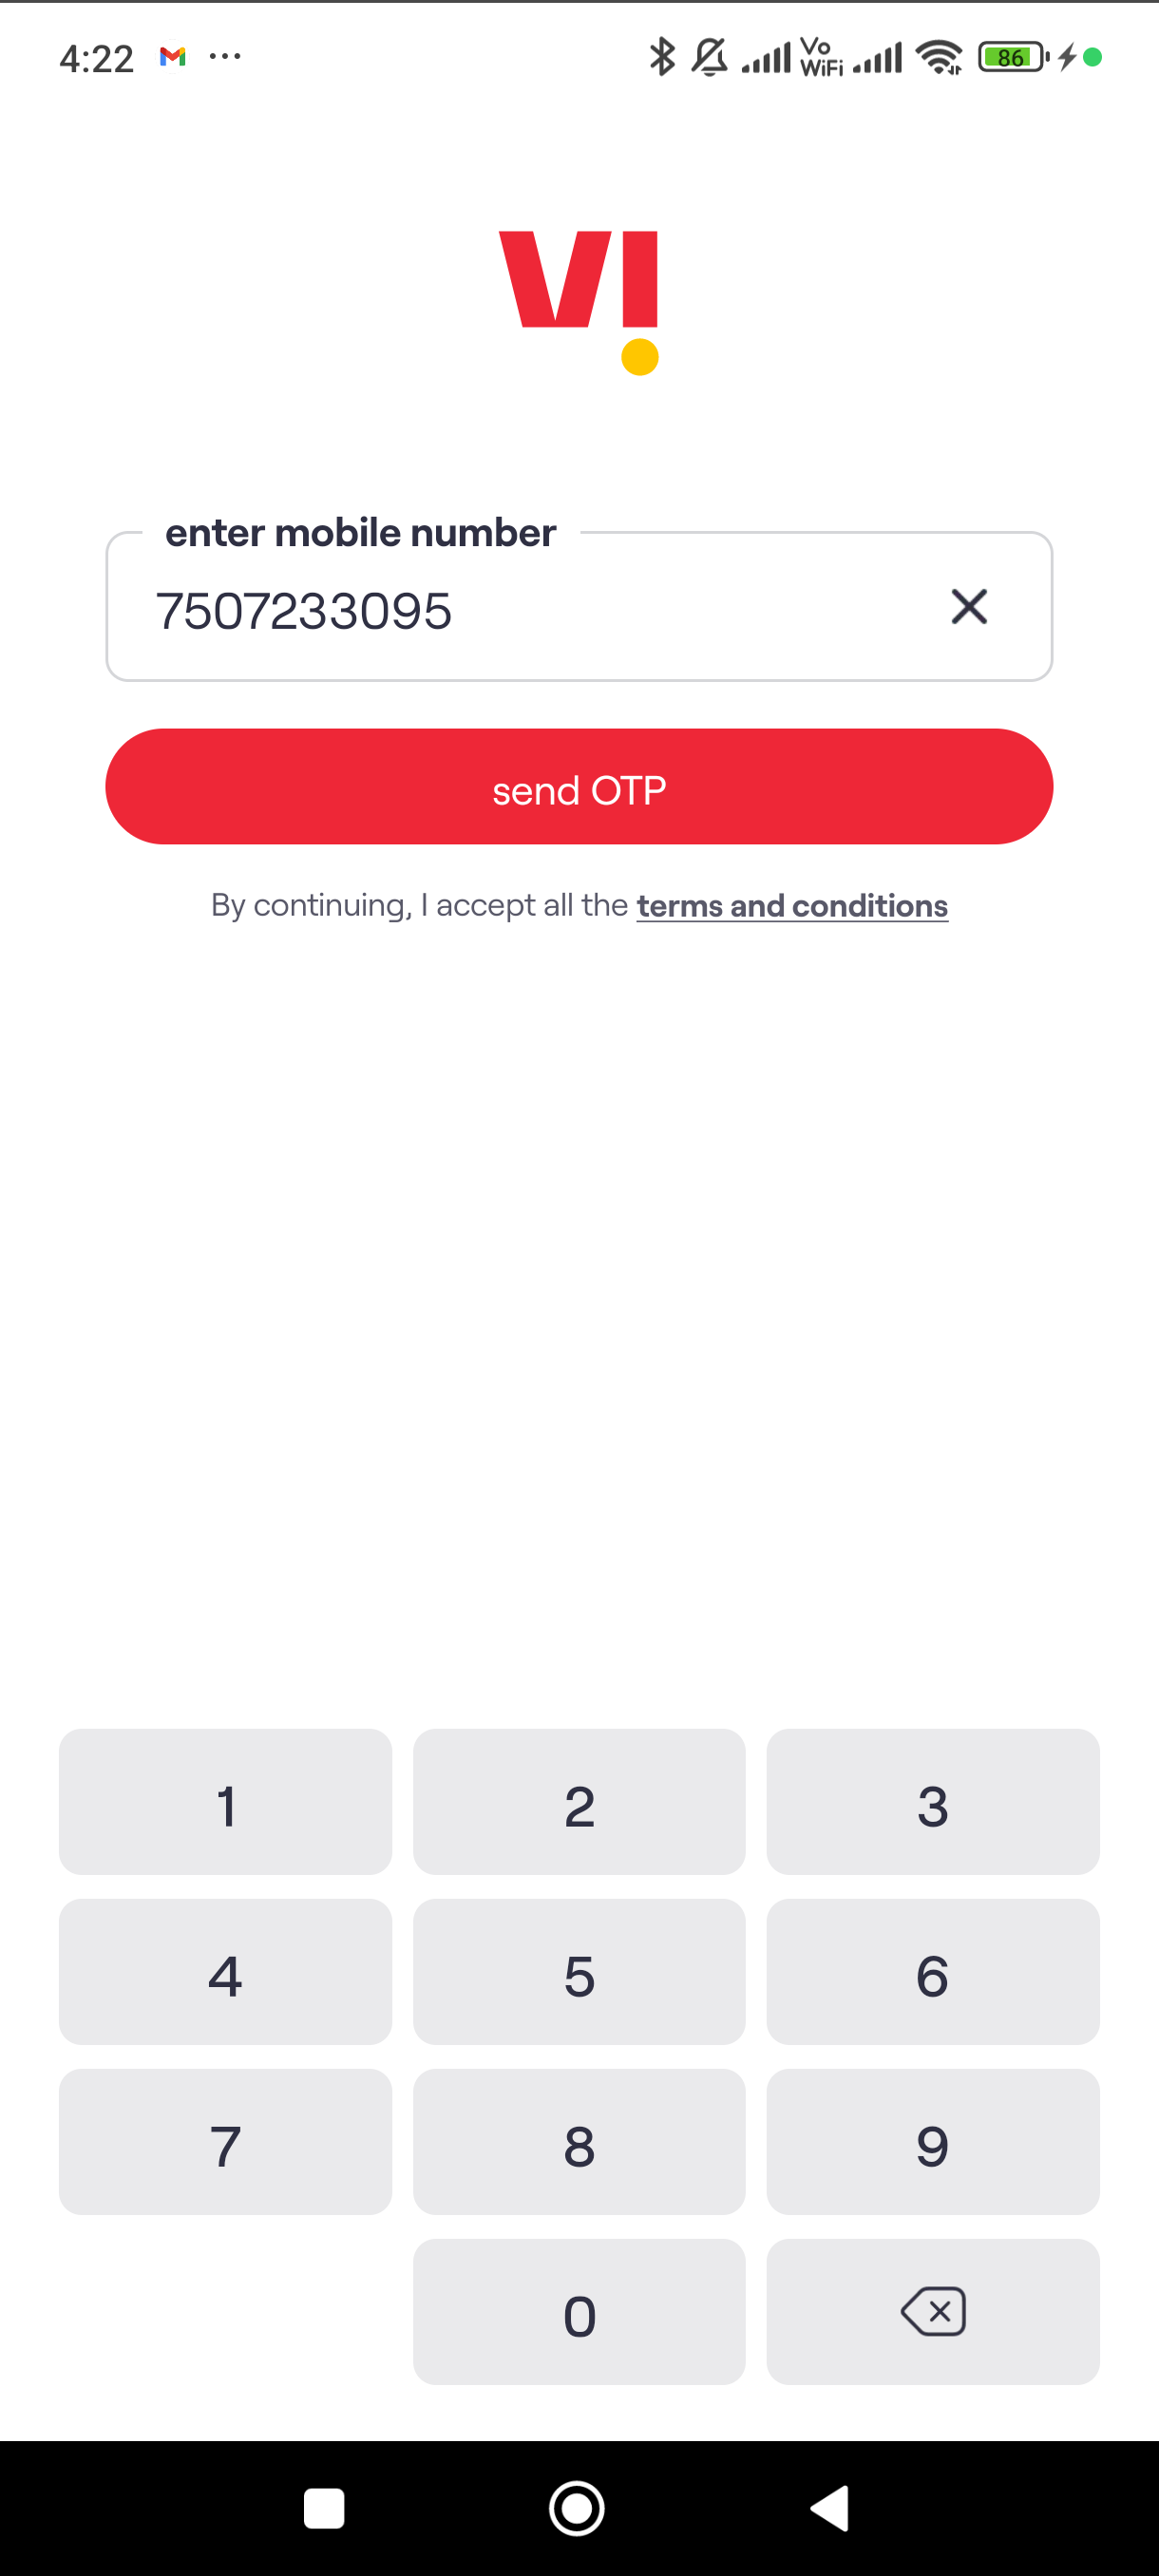 4:22
Vo WiFi
86
VI
enter mobile number
7507233095
send OTP
By continuing, I accept all the terms and conditions
1 2 3
4 5 6
7 8 9
0